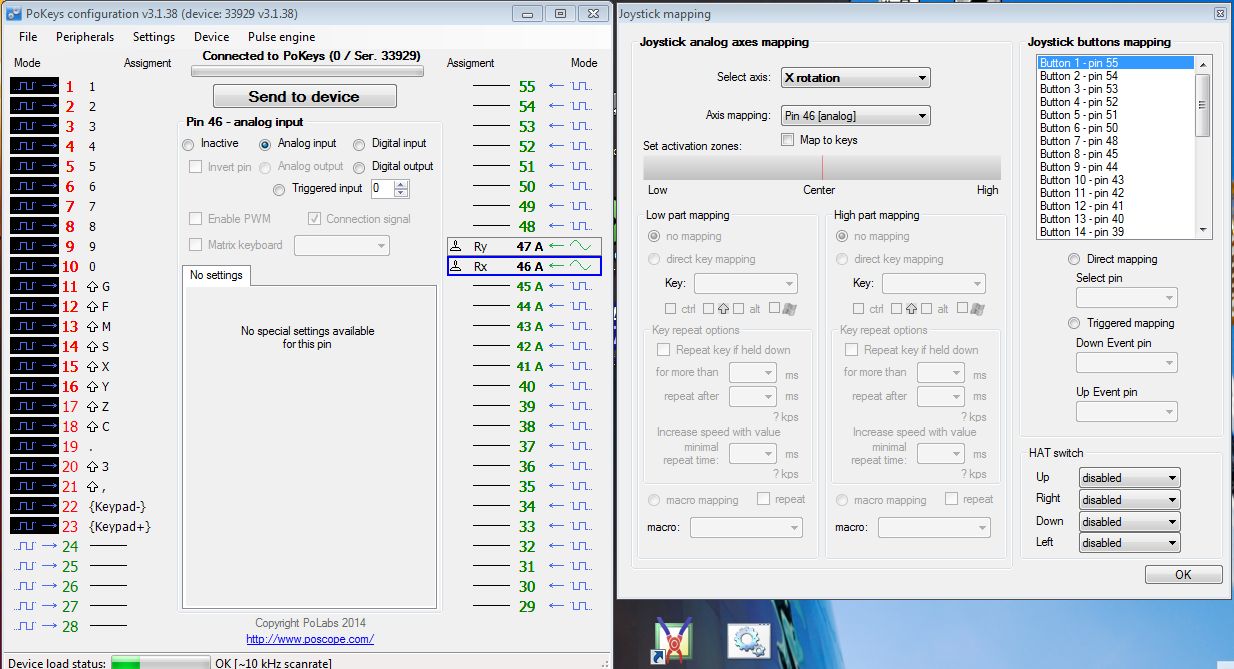 PoKeys configuration v3.1.38 (device: 33929 v3.1.38)
File Peripherals Settings Device Pulse engine
Mode Assigment
Connected to PoKeys (0 / Ser. 33929)
Assigment Mode
Send to device
1 1
2 2
3 3
4 4
5 5
6 6
7 7
8 8
9 9
10 0
11 G
12 F
13 M
14 S
15 X
16 Y
17 Z
18 C
19 .
20 3
21 ,
22 {Keypad-}
23 {Keypad+}
24
25
26
27
28
Pin 46 - analog input
Inactive Analog input Digital input
Invert pin Analog output Digital output
Triggered input 0
Enable PWM Connection signal
Matrix keyboard
No settings
No special settings available
for this pin
Copyright PoLabs 2014
http://www.poscope.com/
55
54
53
52
51
50
49
48
Ry 47 A
Rx 46 A
45 A
44 A
43 A
42 A
41 A
40
39
38
37
36
35
34
33
32
31
30
29
Device load status: OK [~10 kHz scanrate]
Joystick mapping
Joystick analog axes mapping
Select axis: X rotation
Axis mapping: Pin 46 [analog]
Map to keys
Set activation zones:
Low Center High
Low part mapping
no mapping
direct key mapping
Key:
ctrl alt
Key repeat options
Repeat key if held down
for more than ms
repeat after ms
? kps
Increase speed with value
minimal
repeat time: ms
? kps
macro mapping repeat
macro:
High part mapping
no mapping
direct key mapping
Key:
ctrl alt
Key repeat options
Repeat key if held down
for more than ms
repeat after ms
? kps
Increase speed with value
minimal
repeat time: ms
? kps
macro mapping repeat
macro:
Joystick buttons mapping
Button 1 - pin 55
Button 2 - pin 54
Button 3 - pin 53
Button 4 - pin 52
Button 5 - pin 51
Button 6 - pin 50
Button 7 - pin 48
Button 8 - pin 45
Button 9 - pin 44
Button 10 - pin 43
Button 11 - pin 42
Button 12 - pin 41
Button 13 - pin 40
Button 14 - pin 39
Direct mapping
Select pin
Triggered mapping
Down Event pin
Up Event pin
HAT switch
Up disabled
Right disabled
Down disabled
Left disabled
OK